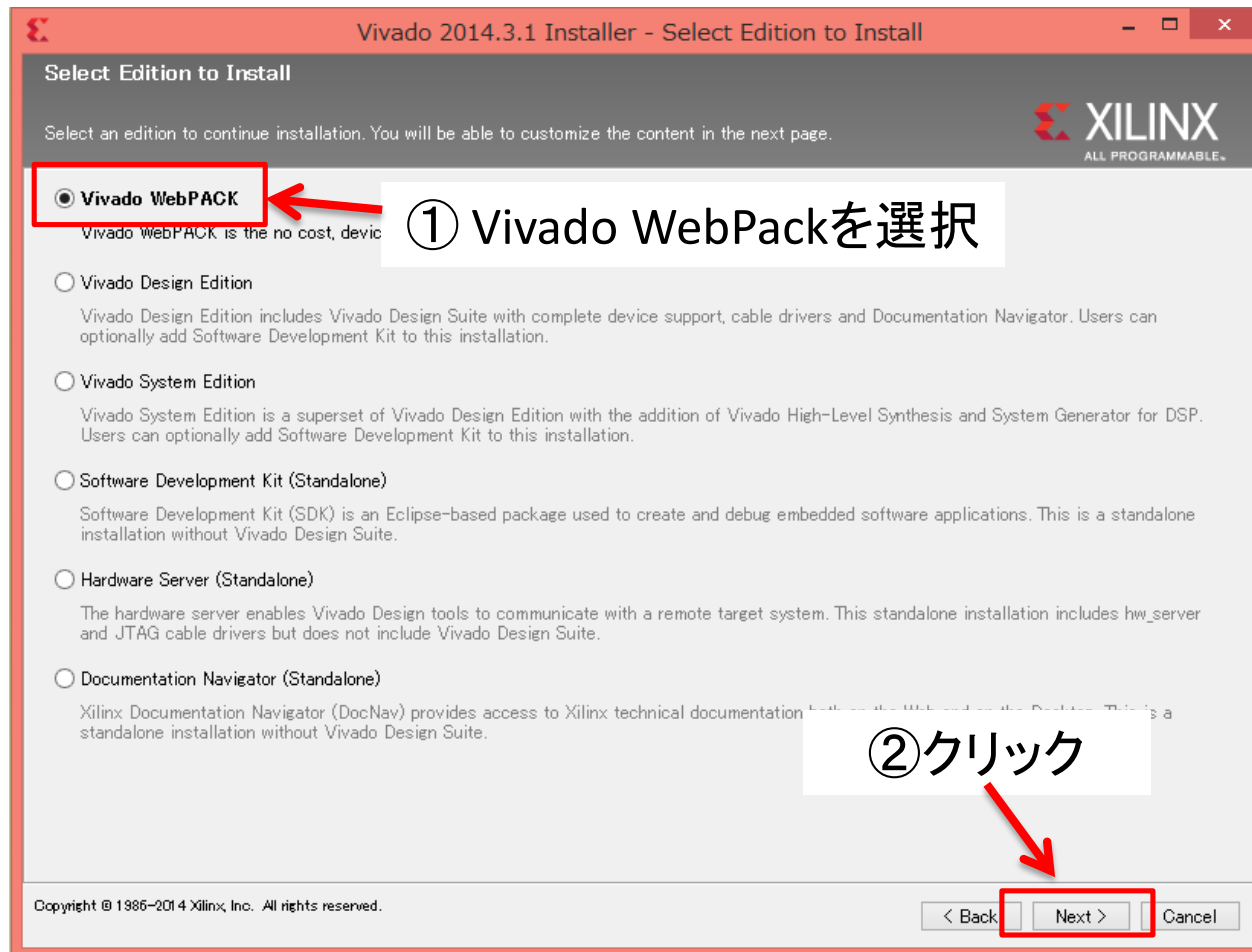 Vivado 2014.3.1 Installer - Select Edition to Install
Select Edition to Install
Select an edition to continue installation. You will be able to customize the content in the next page.
XILINX
ALL PROGRAMMABLE.
Vivado WebPACK
① Vivado WebPackを選択
Vivado WebPACK is the no cost,
Vivado Design Edition
Vivado Design Edition includes Vivado Design Suite with complete device support, cable drivers and Documentation Navigator. Users can
optionally add Software Development Kit to this installation.
Vivado System Edition
Vivado System Edition is a superset of Vivado Design Edition with the addition of Vivado High-Level Synthesis and System Generator for DSP.
Users can optionally add Software Development Kit to this installation.
Software Development Kit (Standalone)
Software Development Kit (SDK) is an Eclipse-based package used to create and debug embedded software applications. This is a standalone
installation without Vivado Design Suite.
Hardware Server (Standalone)
The hardware server enables Vivado Design tools to communicate with a remote target system. This standalone installation includes hw_server
and JTAG cable drivers but does not include Vivado Design Suite.
Documentation Navigator (Standalone)
Xilinx Documentation Navigator (DocNav) provides access to Xilinx technical documentation both on the Web and on the Desktop. This is a
standalone installation without Vivado Design Suite.
②クリック
Copyright © 1986-2014 Xilinx, Inc. All rights reserved.
< Back
Next >
Cancel